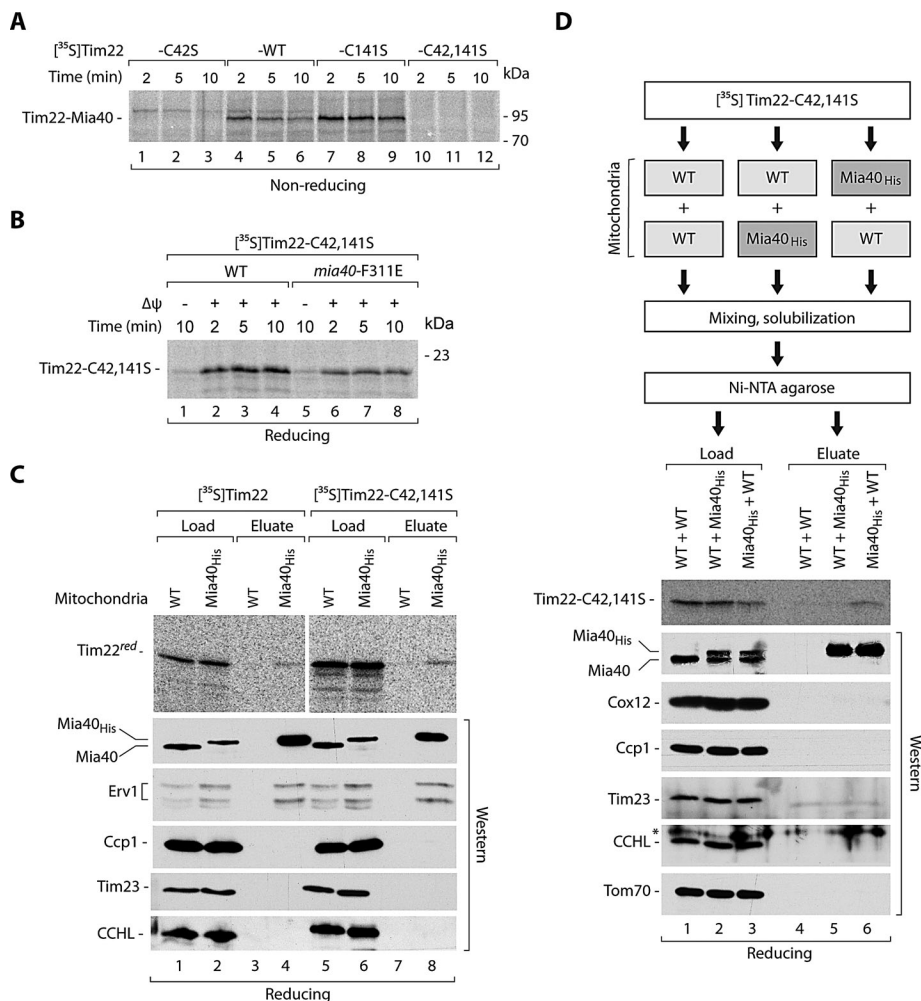 A
[³⁵S]Tim22 -C42S -WT -C141S -C42,141S
Time (min) 2 5 10 2 5 10 2 5 10 2 5 10 kDa
Tim22-Mia40 - - 95
- 70
1 2 3 4 5 6 7 8 9 10 11 12
Non-reducing
B
[³⁵S]Tim22-C42,141S
WT mia40-F311E
Δψ - + + + - + + +
Time (min) 10 2 5 10 10 2 5 10 kDa
- 23
Tim22-C42,141S -
1 2 3 4 5 6 7 8
Reducing
C
[³⁵S]Tim22 [³⁵S]Tim22-C42,141S
Load Eluate Load Eluate
Mitochondria WT Mia40His WT Mia40His WT Mia40His WT Mia40His
Tim22red -
Mia40His
Mia40
Erv1
Ccp1 -
Tim23 -
CCHL -
Western
1 2 3 4 5 6 7 8
Reducing
D
[³⁵S] Tim22-C42,141S
Mitochondria
WT WT Mia40His
+ + +
WT Mia40His WT
Mixing, solubilization
Ni-NTA agarose
Load Eluate
WT + WT WT + Mia40His Mia40His + WT WT + WT WT + Mia40His Mia40His + WT
Tim22-C42,141S -
Mia40His
Mia40
Cox12 -
Ccp1 -
Tim23 -
*
CCHL -
Tom70 -
Western
1 2 3 4 5 6
Reducing